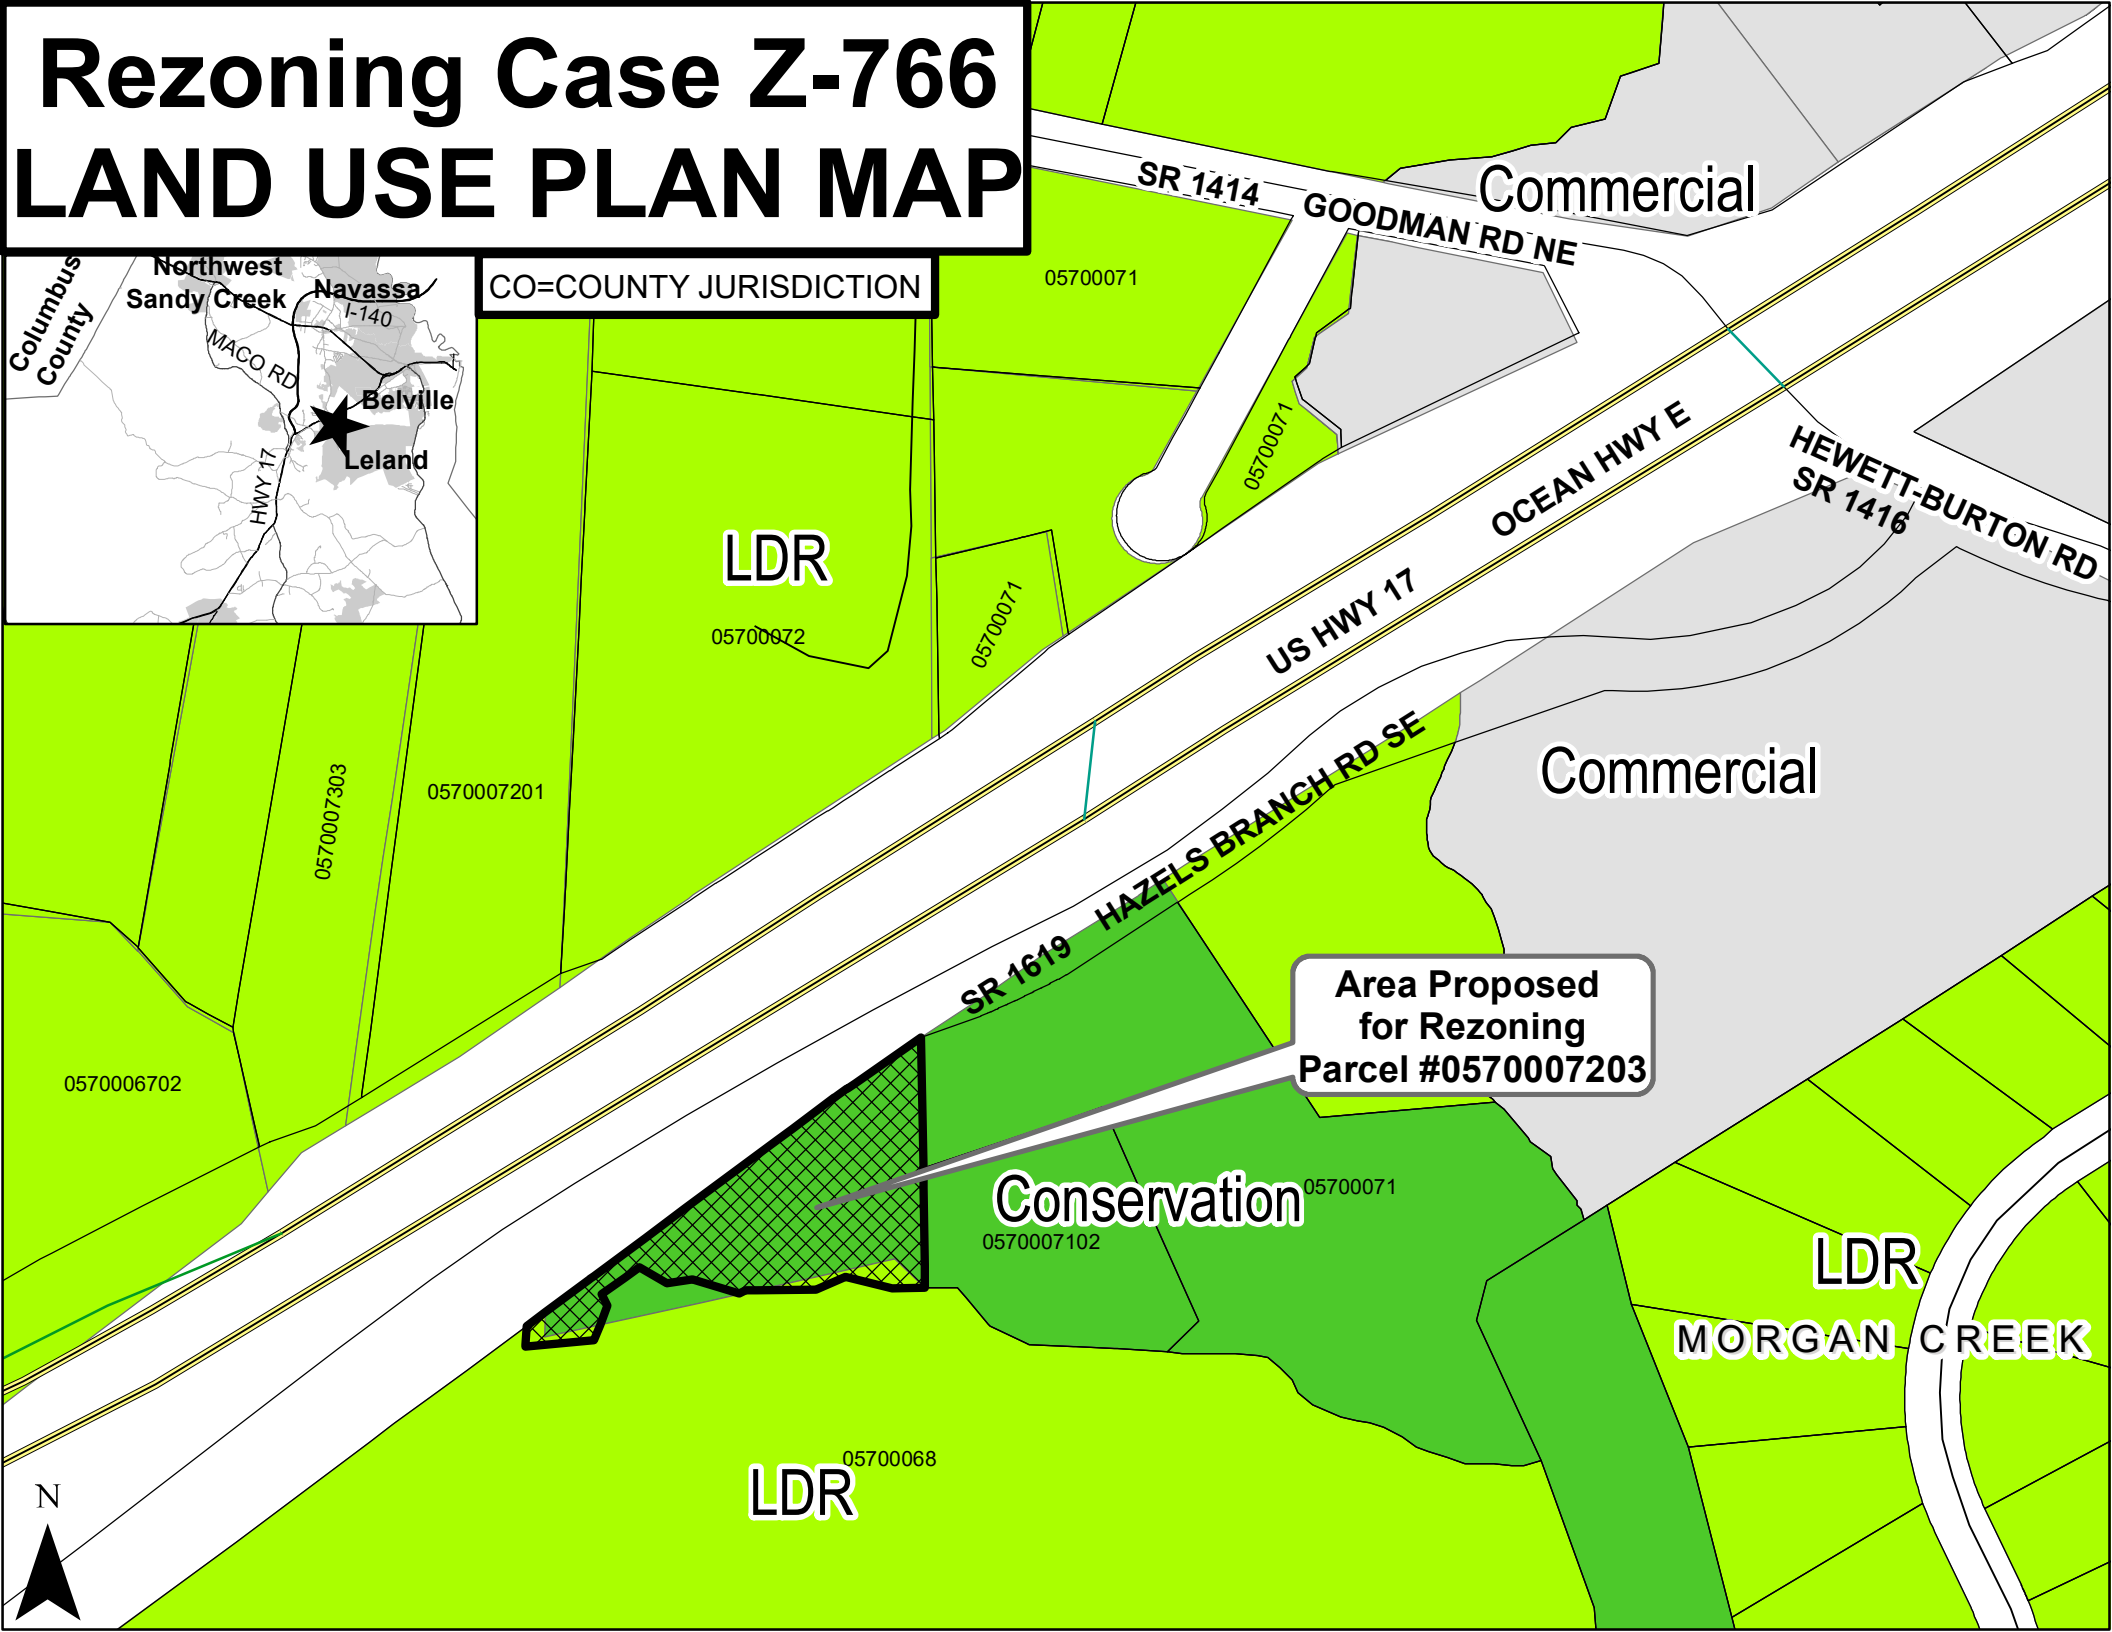 Rezoning Case Z-766
LAND USE PLAN MAP
CO=COUNTY JURISDICTION
Columbus
County
Northwest
Sandy Creek
Navassa
I-140
MACO RD
Belville
Leland
HWY 17
SR 1414
GOODMAN RD NE
Commercial
05700071
05700071
OCEAN HWY E
HEWETT-BURTON RD
SR 1416
LDR
05700072
05700071
US HWY 17
0570007303
0570007201
HAZELS BRANCH RD SE
SR 1619
Commercial
0570006702
Area Proposed
for Rezoning
Parcel #0570007203
Conservation
05700071
0570007102
LDR
MORGAN CREEK
05700068
LDR
N